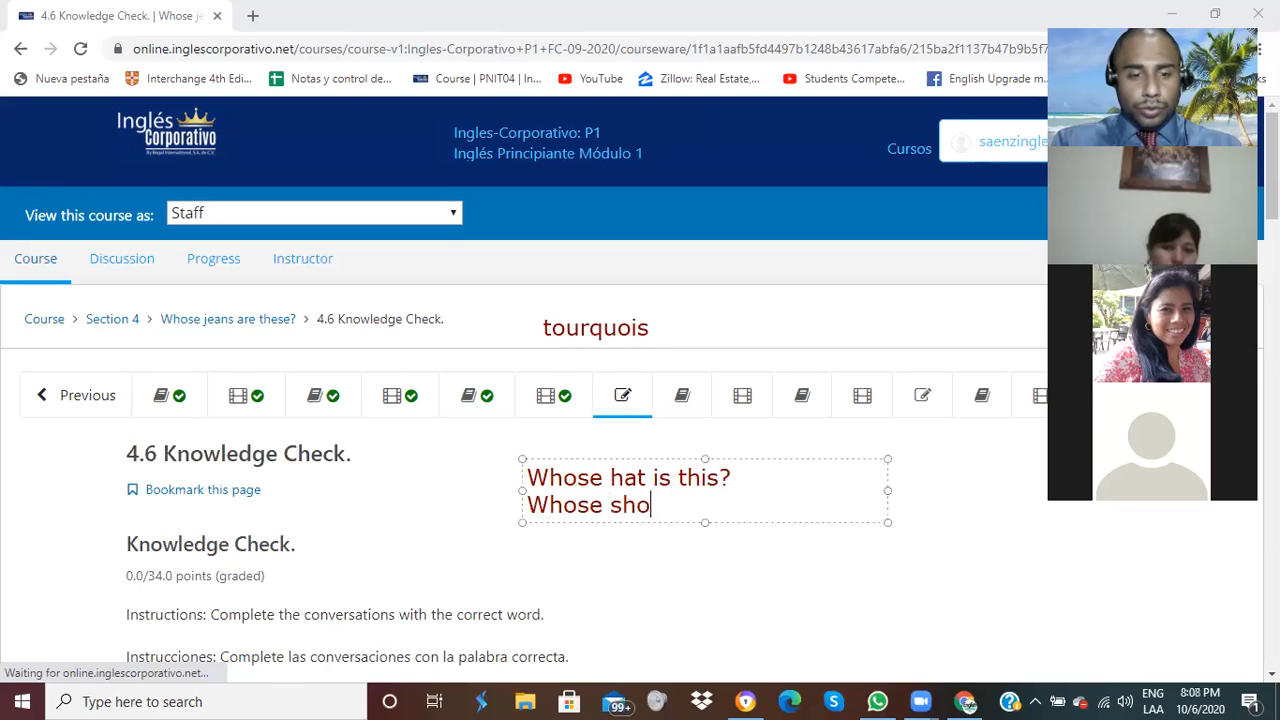 4.6 Knowledge Check. | Whose je
online.inglescorporativo.net/courses/course-v1:Ingles-Corporativo+P1+FC-09-2020/courseware/1f1a1aafb5fd4497b1248b43617abfa6/215ba2f1137b47b9b5f7
Nueva pestaña
Interchange 4th Edi...
Notas y control de...
Course | PNIT04 | In...
YouTube
Zillow: Real Estate,...
Students Compete...
English Upgrade m...
Inglés
Corporativo
Ingles-Corporativo: P1
Inglés Principiante Módulo 1
Cursos
saenzingle
View this course as:
Staff
Course
Discussion
Progress
Instructor
Course > Section 4 > Whose jeans are these? > 4.6 Knowledge Check.
tourquois
Previous
4.6 Knowledge Check.
Bookmark this page
Whose hat is this?
Whose sho
Knowledge Check.
0.0/34.0 points (graded)
Instructions: Complete the conversations with the correct word.
Instrucciones: Complete las conversaciones con la palabra correcta.
Waiting for online.inglescorporativo.net...
Type here to search
99+
ENG
LAA
8:08 PM
10/6/2020
1